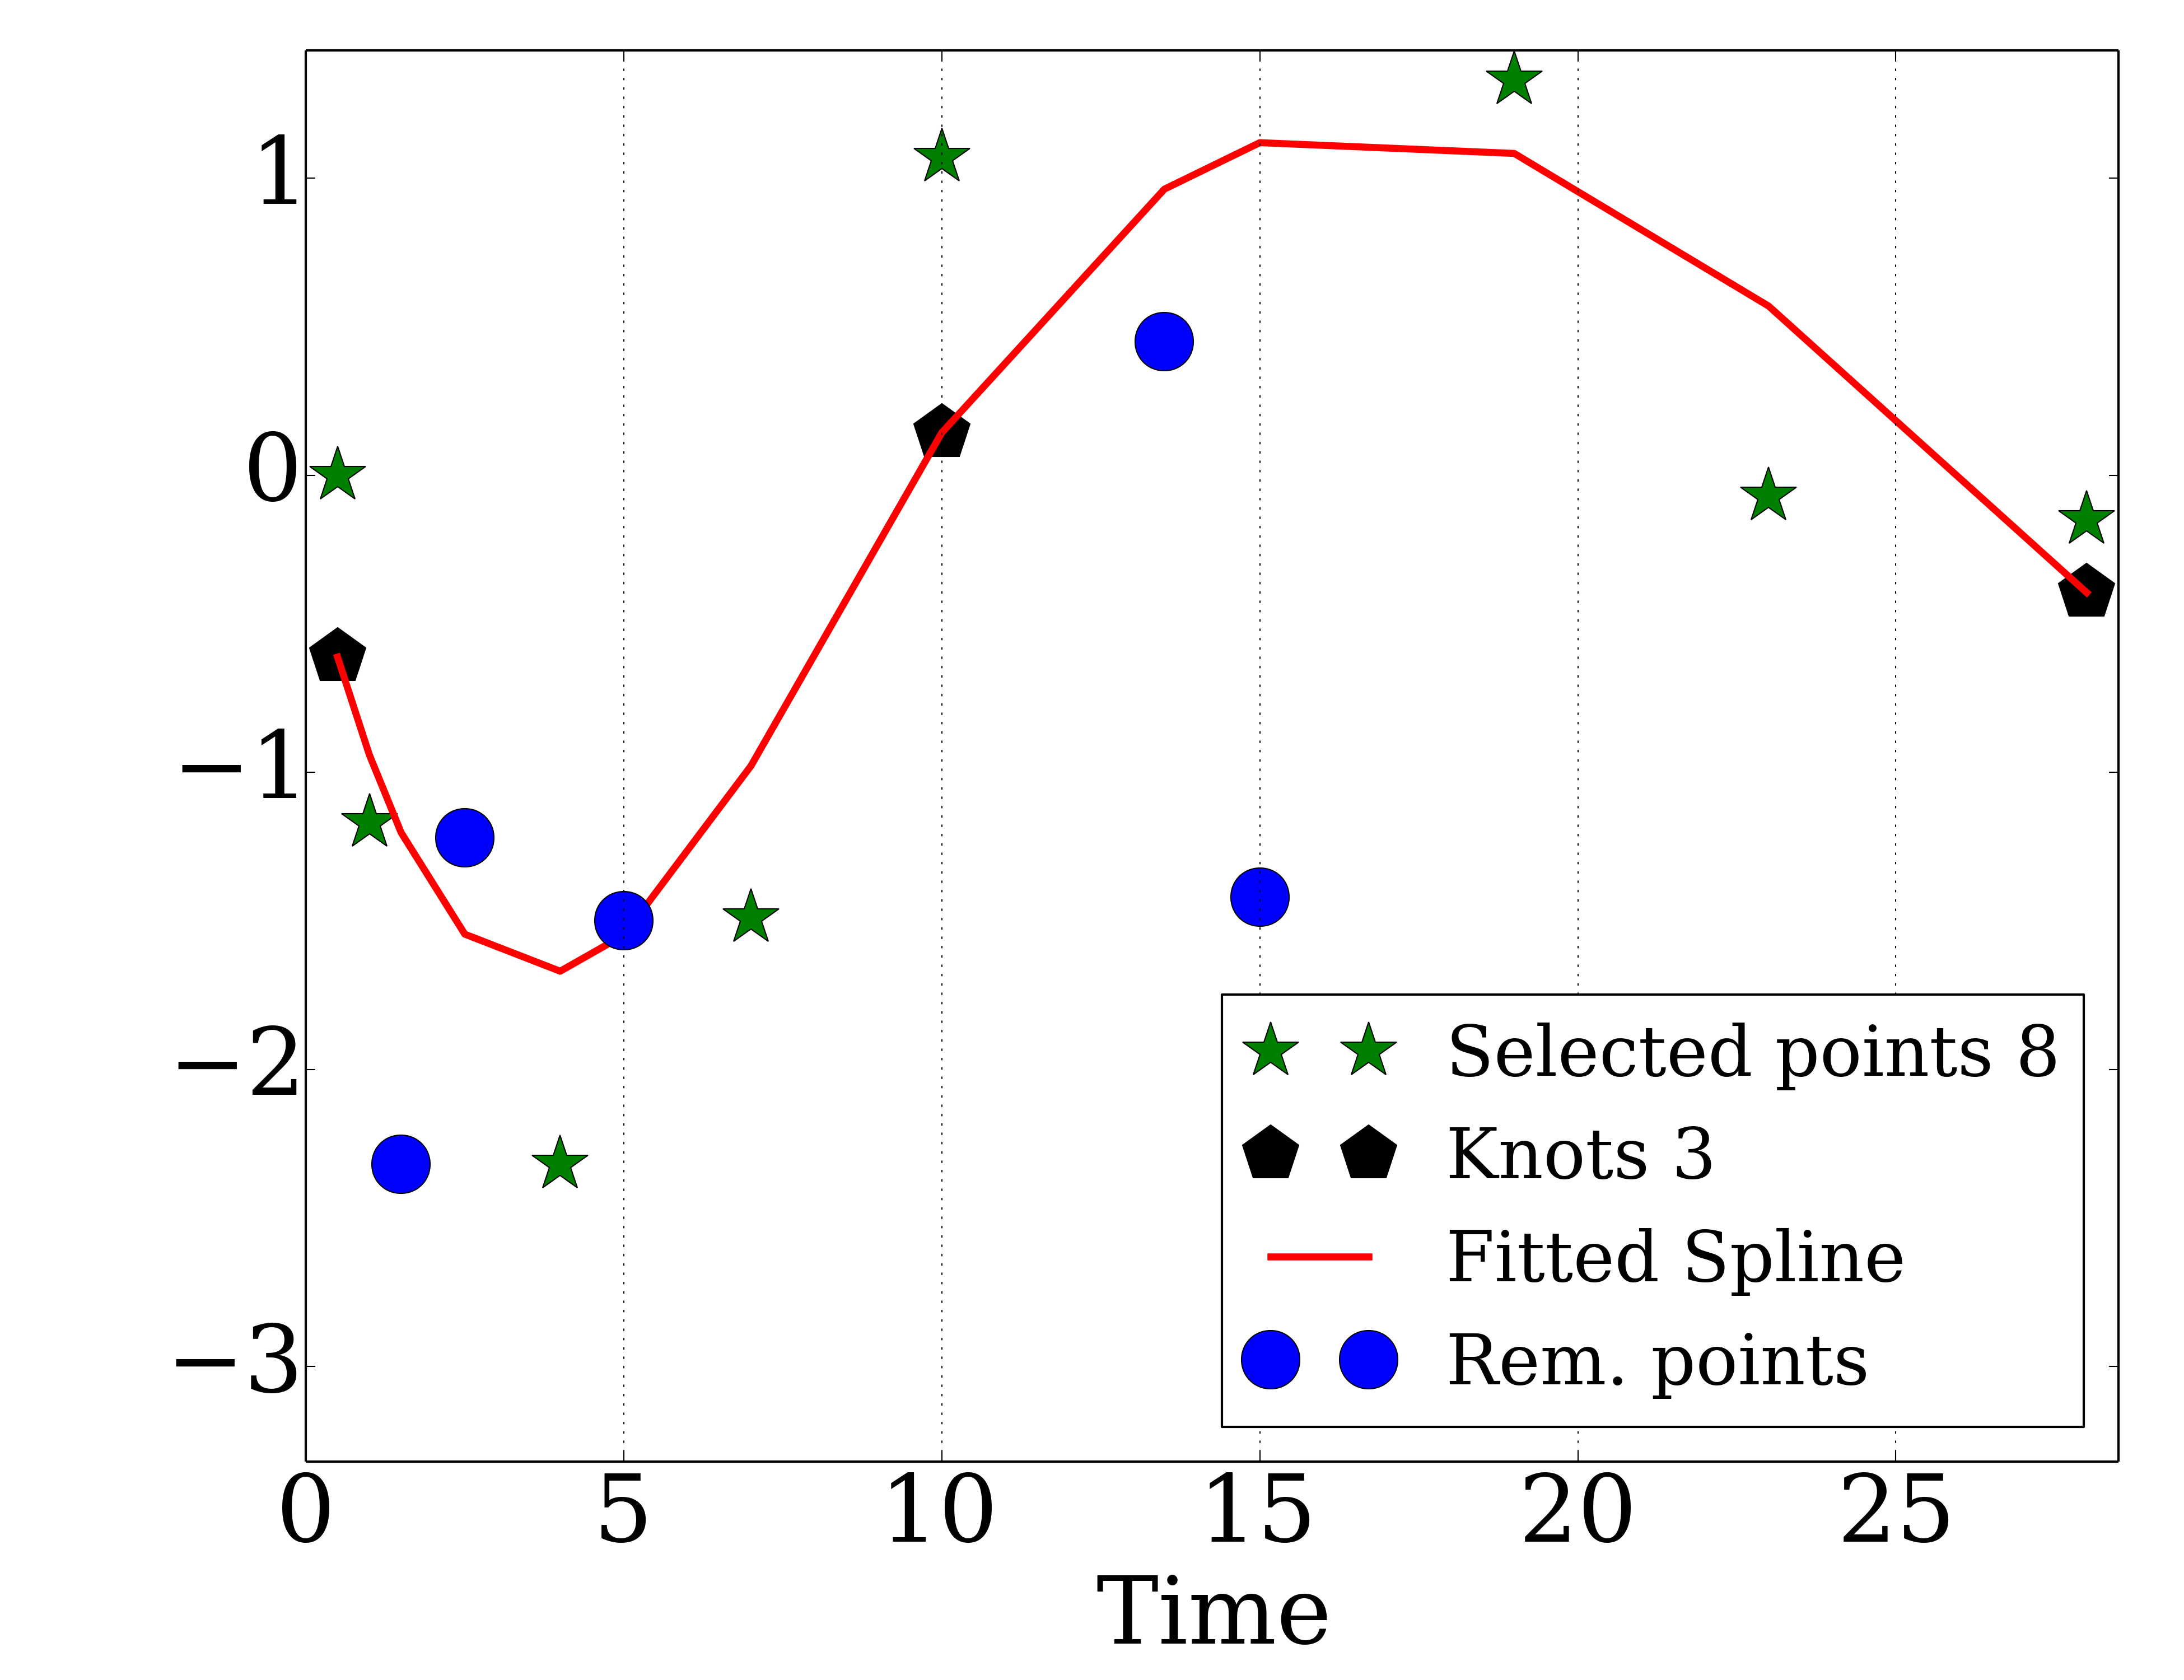 1
0
−1
−2
−3
0 5 10 15 20 25
Time
Selected points 8
Knots 3
Fitted Spline
Rem. points